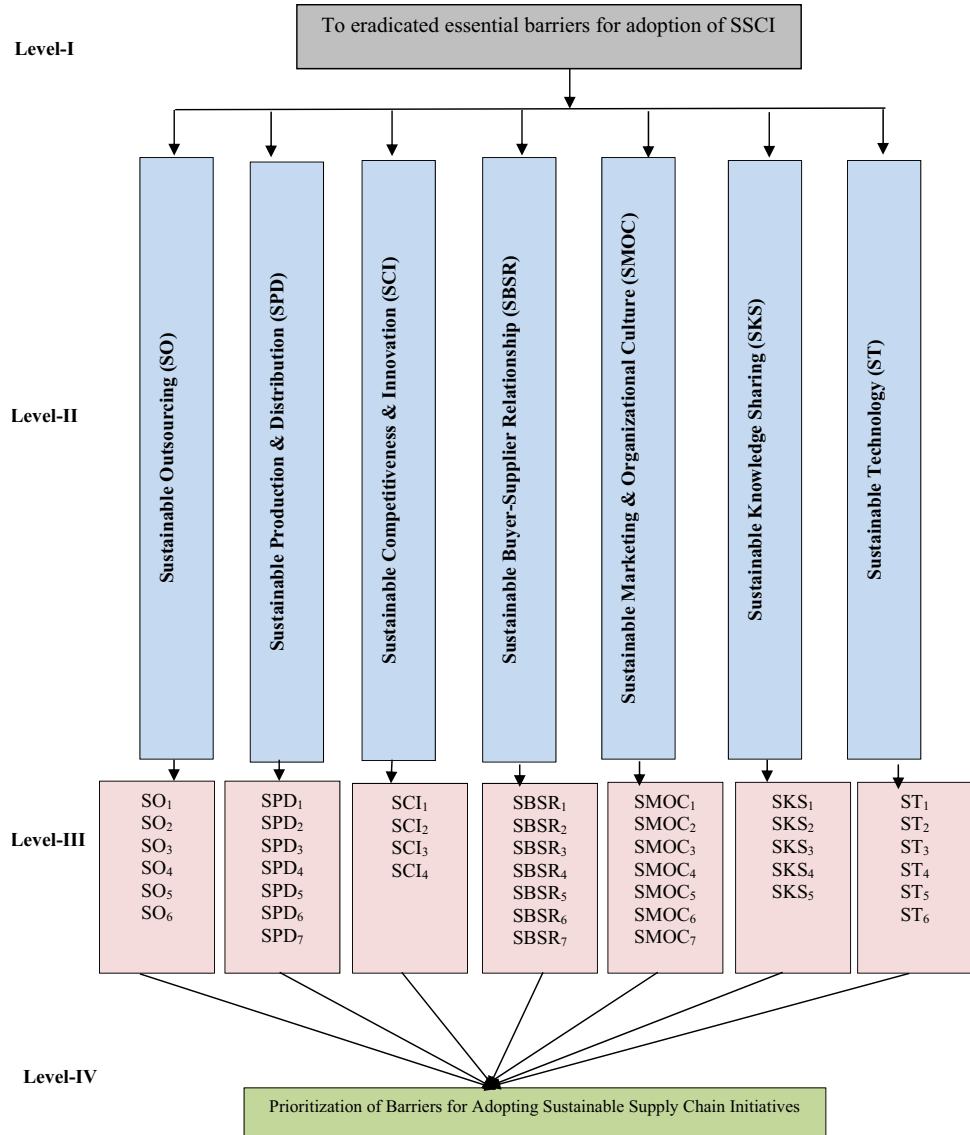 To eradicated essential barriers for adoption of SSCI
Level-I
Level-II
Sustainable Outsourcing (SO)
Sustainable Production & Distribution (SPD)
Sustainable Competitiveness & Innovation (SCI)
Sustainable Buyer-Supplier Relationship (SBSR)
Sustainable Marketing & Organizational Culture (SMOC)
Sustainable Knowledge Sharing (SKS)
Sustainable Technology (ST)
Level-III
SO₁
SO₂
SO₃
SO₄
SO₅
SO₆
SPD₁
SPD₂
SPD₃
SPD₄
SPD₅
SPD₆
SPD₇
SCI₁
SCI₂
SCI₃
SCI₄
SBSR₁
SBSR₂
SBSR₃
SBSR₄
SBSR₅
SBSR₆
SBSR₇
SMOC₁
SMOC₂
SMOC₃
SMOC₄
SMOC₅
SMOC₆
SMOC₇
SKS₁
SKS₂
SKS₃
SKS₄
SKS₅
ST₁
ST₂
ST₃
ST₄
ST₅
ST₆
Level-IV
Prioritization of Barriers for Adopting Sustainable Supply Chain Initiatives